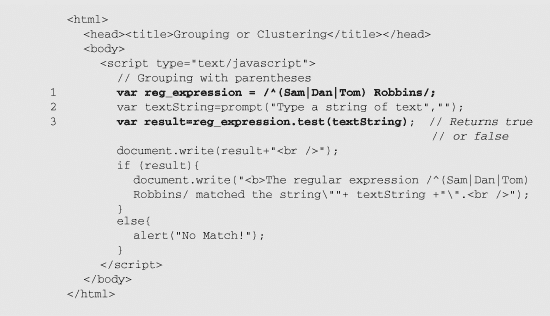 <html>
<head><title>Grouping or Clustering</title></head>
<body>
<script type="text/javascript">
// Grouping with parentheses
1 var reg_expression = /^(Sam|Dan|Tom) Robbins/;
2 var textString=prompt("Type a string of text","");
3 var result=reg_expression.test(textString); // Returns true
// or false
document.write(result+"<br />");
if (result){
document.write("<b>The regular expression /^(Sam|Dan|Tom)
Robbins/ matched the string\""+ textString +"\".<br />");
}
else{
alert("No Match!");
}
</script>
</body>
</html>